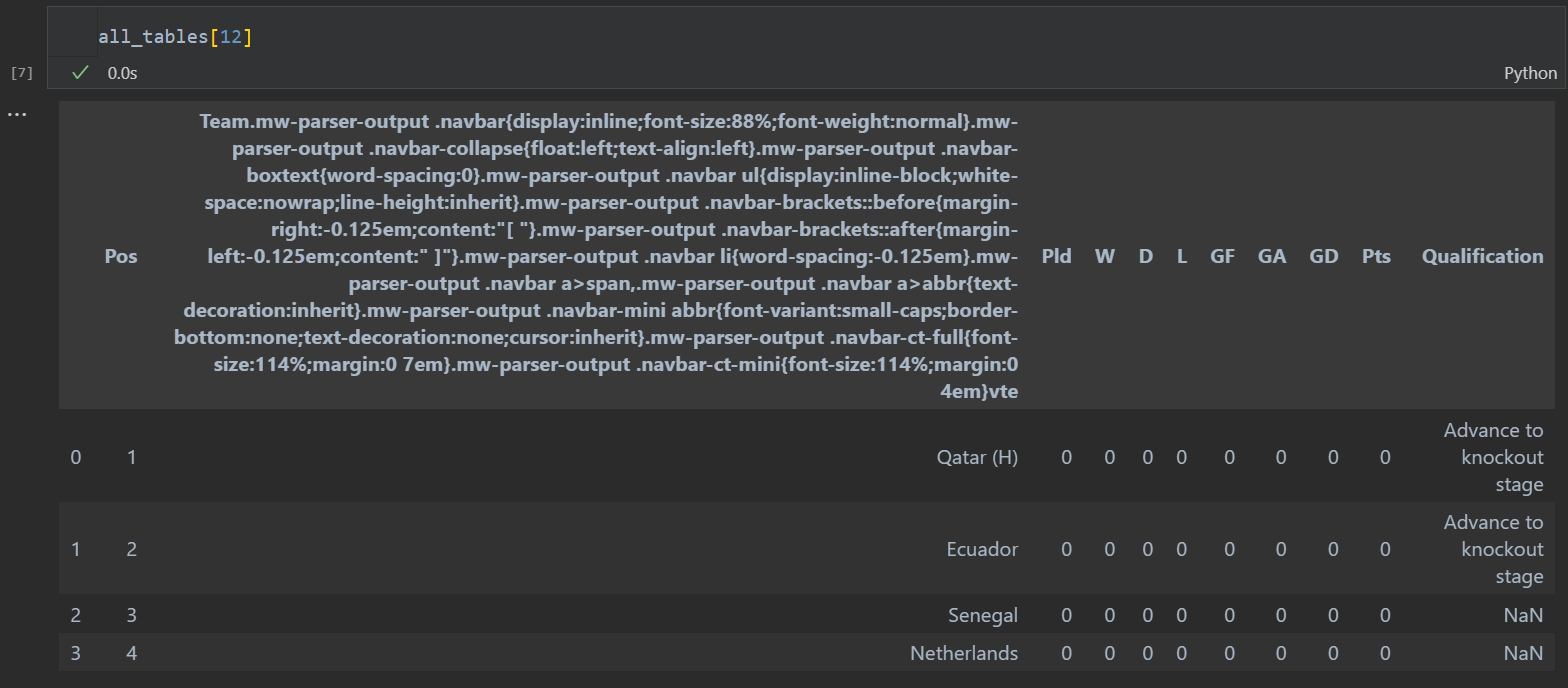 all_tables[12]
[7] 0.0s Python
...
Team.mw-parser-output .navbar{display:inline;font-size:88%;font-weight:normal}.mw-
parser-output .navbar-collapse{float:left;text-align:left}.mw-parser-output .navbar-
boxtext{word-spacing:0}.mw-parser-output .navbar ul{display:inline-block;white-
space:nowrap;line-height:inherit}.mw-parser-output .navbar-brackets::before{margin-
right:-0.125em;content:"[ "}.mw-parser-output .navbar-brackets::after{margin-
Pos left:-0.125em;content:" ]"}.mw-parser-output .navbar li{word-spacing:-0.125em}.mw- Pld W D L GF GA GD Pts Qualification
parser-output .navbar a>span,.mw-parser-output .navbar a>abbr{text-
decoration:inherit}.mw-parser-output .navbar-mini abbr{font-variant:small-caps;border-
bottom:none;text-decoration:none;cursor:inherit}.mw-parser-output .navbar-ct-full{font-
size:114%;margin:0 7em}.mw-parser-output .navbar-ct-mini{font-size:114%;margin:0
4em}vte
Advance to
0 1 Qatar (H) 0 0 0 0 0 0 0 0 knockout
stage
Advance to
1 2 Ecuador 0 0 0 0 0 0 0 0 knockout
stage
2 3 Senegal 0 0 0 0 0 0 0 0 NaN
3 4 Netherlands 0 0 0 0 0 0 0 0 NaN